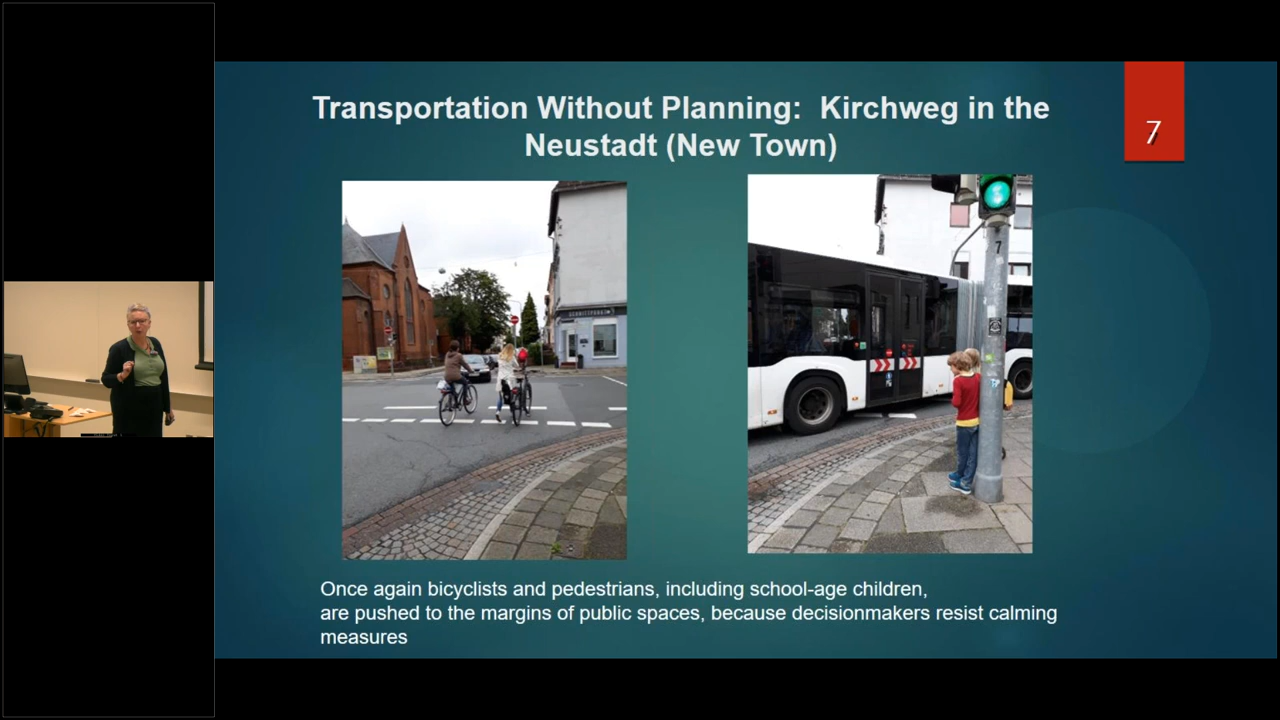 Transportation Without Planning: Kirchweg in the
Neustadt (New Town)
7
7
Once again bicyclists and pedestrians, including school-age children,
are pushed to the margins of public spaces, because decisionmakers resist calming
measures